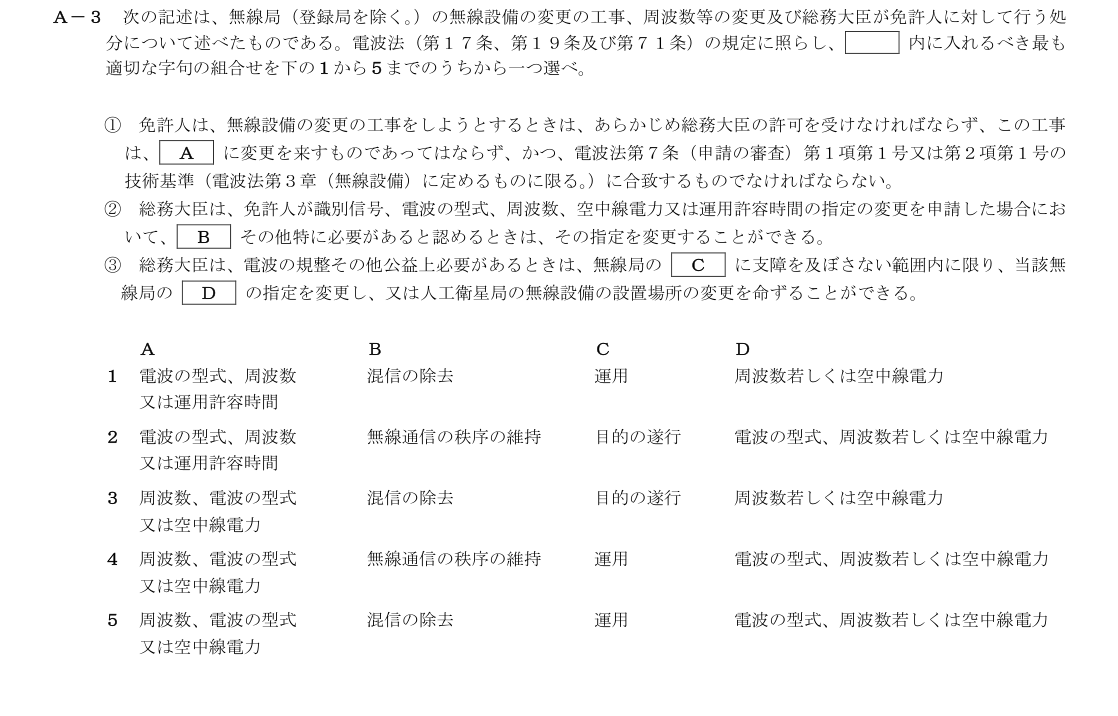 A－3　次の記述は、無線局（登録局を除く。）の無線設備の変更の工事、周波数等の変更及び総務大臣が免許人に対して行う処
分について述べたものである。電波法（第１７条、第１９条及び第７１条）の規定に照らし、　　　内に入れるべき最も
適切な字句の組合せを下の1から5までのうちから一つ選べ。
①　免許人は、無線設備の変更の工事をしようとするときは、あらかじめ総務大臣の許可を受けなければならず、この工事
は、 A に変更を来すものであってはならず、かつ、電波法第７条（申請の審査）第１項第１号又は第２項第１号の
技術基準（電波法第３章（無線設備）に定めるものに限る。）に合致するものでなければならない。
②　総務大臣は、免許人が識別信号、電波の型式、周波数、空中線電力又は運用許容時間の指定の変更を申請した場合にお
いて、 B その他特に必要があると認めるときは、その指定を変更することができる。
③　総務大臣は、電波の規整その他公益上必要があるときは、無線局の C に支障を及ぼさない範囲内に限り、当該無
線局の D の指定を変更し、又は人工衛星局の無線設備の設置場所の変更を命ずることができる。
A　B　C　D
1　電波の型式、周波数　混信の除去　運用　周波数若しくは空中線電力
又は運用許容時間
2　電波の型式、周波数　無線通信の秩序の維持　目的の遂行　電波の型式、周波数若しくは空中線電力
又は運用許容時間
3　周波数、電波の型式　混信の除去　目的の遂行　周波数若しくは空中線電力
又は空中線電力
4　周波数、電波の型式　無線通信の秩序の維持　運用　電波の型式、周波数若しくは空中線電力
又は空中線電力
5　周波数、電波の型式　混信の除去　運用　電波の型式、周波数若しくは空中線電力
又は空中線電力